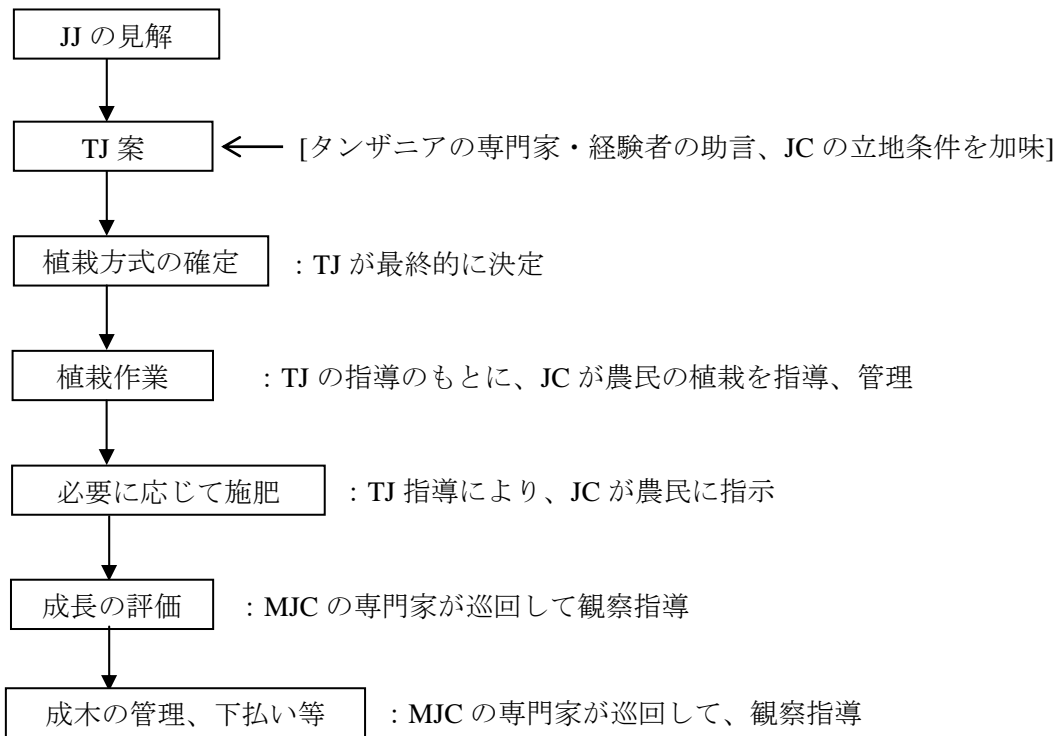 JJ の見解
TJ 案 [タンザニアの専門家・経験者の助言、JC の立地条件を加味]
植栽方式の確定 : TJ が最終的に決定
植栽作業 : TJ の指導のもとに、JC が農民の植栽を指導、管理
必要に応じて施肥 : TJ 指導により、JC が農民に指示
成長の評価 : MJC の専門家が巡回して観察指導
成木の管理、下払い等 : MJC の専門家が巡回して、観察指導